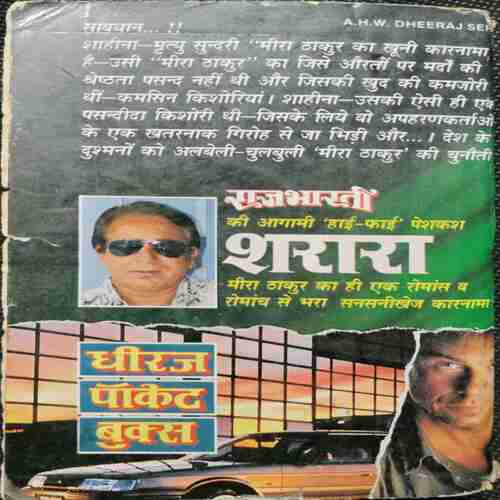 A.H.W. DHEERAJ SER
सावधान... !!
शाहीना—मृत्यु सुन्दरी "मीरा ठाकुर का खूनी कारनामा
है—उसी "मीरा ठाकुर" का जिसे औरतों पर मर्दों की
श्रेष्ठता पसन्द नहीं थी और जिसकी खुद की कमजोरी
थीं—कमसिन किशोरियां। शाहीना—उसकी ऐसी ही एक
पसन्दीदा किशोरी थी—जिसके लिये वो अपहरणकर्ताओं
के एक खतरनाक गिरोह से जा भिड़ी और...। देश के
दुश्मनों को अलबेली-चुलबुली 'मीरा ठाकुर' की चुनौती
राजभारती
की आगामी 'हाई-फाई' पेशकश
शरारा
मीरा ठाकुर का ही एक रोमांस व
रोमांच से भरा सनसनीखेज कारनामा
धीरज
पॉकेट
बुक्स